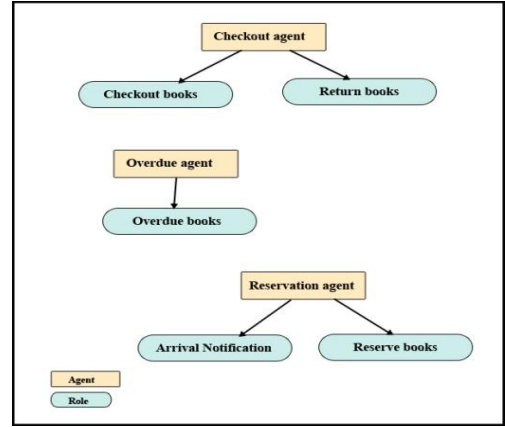 Checkout agent
Checkout books
Return books
Overdue agent
Overdue books
Reservation agent
Arrival Notification
Reserve books
Agent
Role